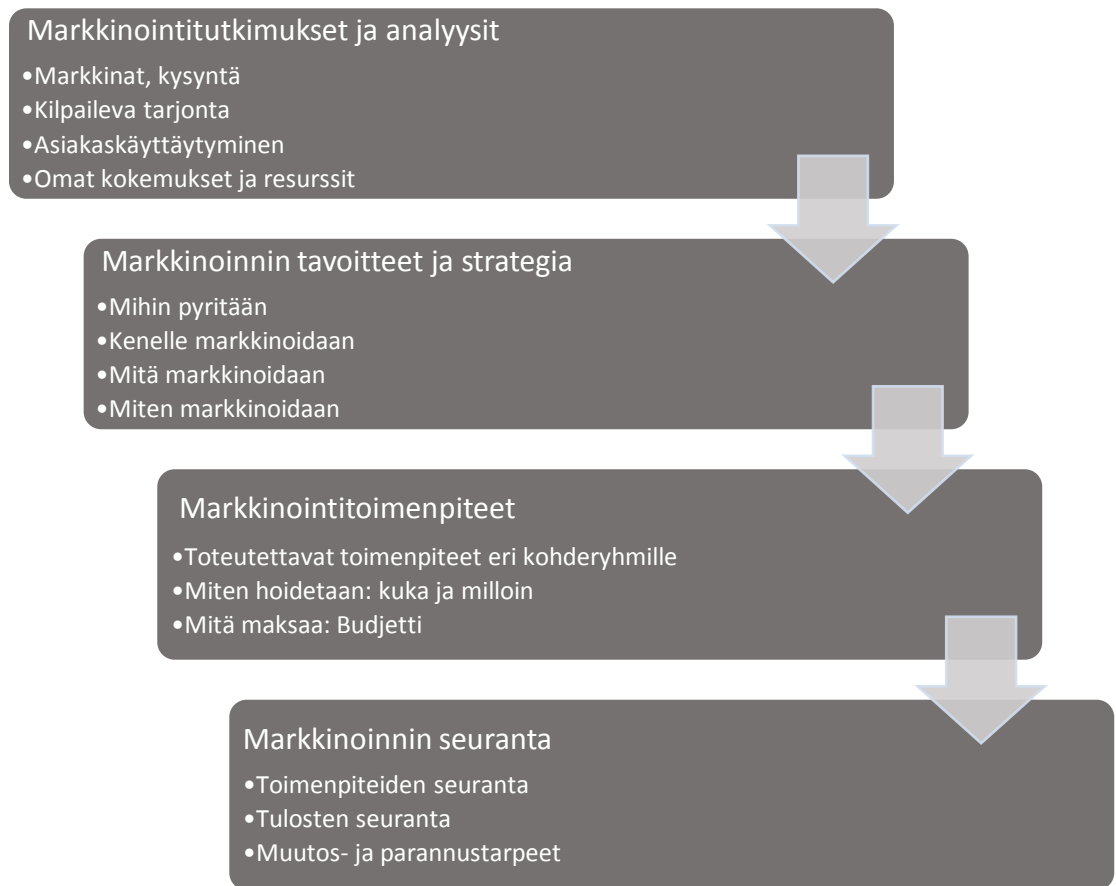 Markkinointitutkimukset ja analyysit
•Markkinat, kysyntä
•Kilpaileva tarjonta
•Asiakaskäyttäytyminen
•Omat kokemukset ja resurssit
Markkinoinnin tavoitteet ja strategia
•Mihin pyritään
•Kenelle markkinoidaan
•Mitä markkinoidaan
•Miten markkinoidaan
Markkinointitoimenpiteet
•Toteutettavat toimenpiteet eri kohderyhmille
•Miten hoidetaan: kuka ja milloin
•Mitä maksaa: Budjetti
Markkinoinnin seuranta
•Toimenpiteiden seuranta
•Tulosten seuranta
•Muutos- ja parannustarpeet